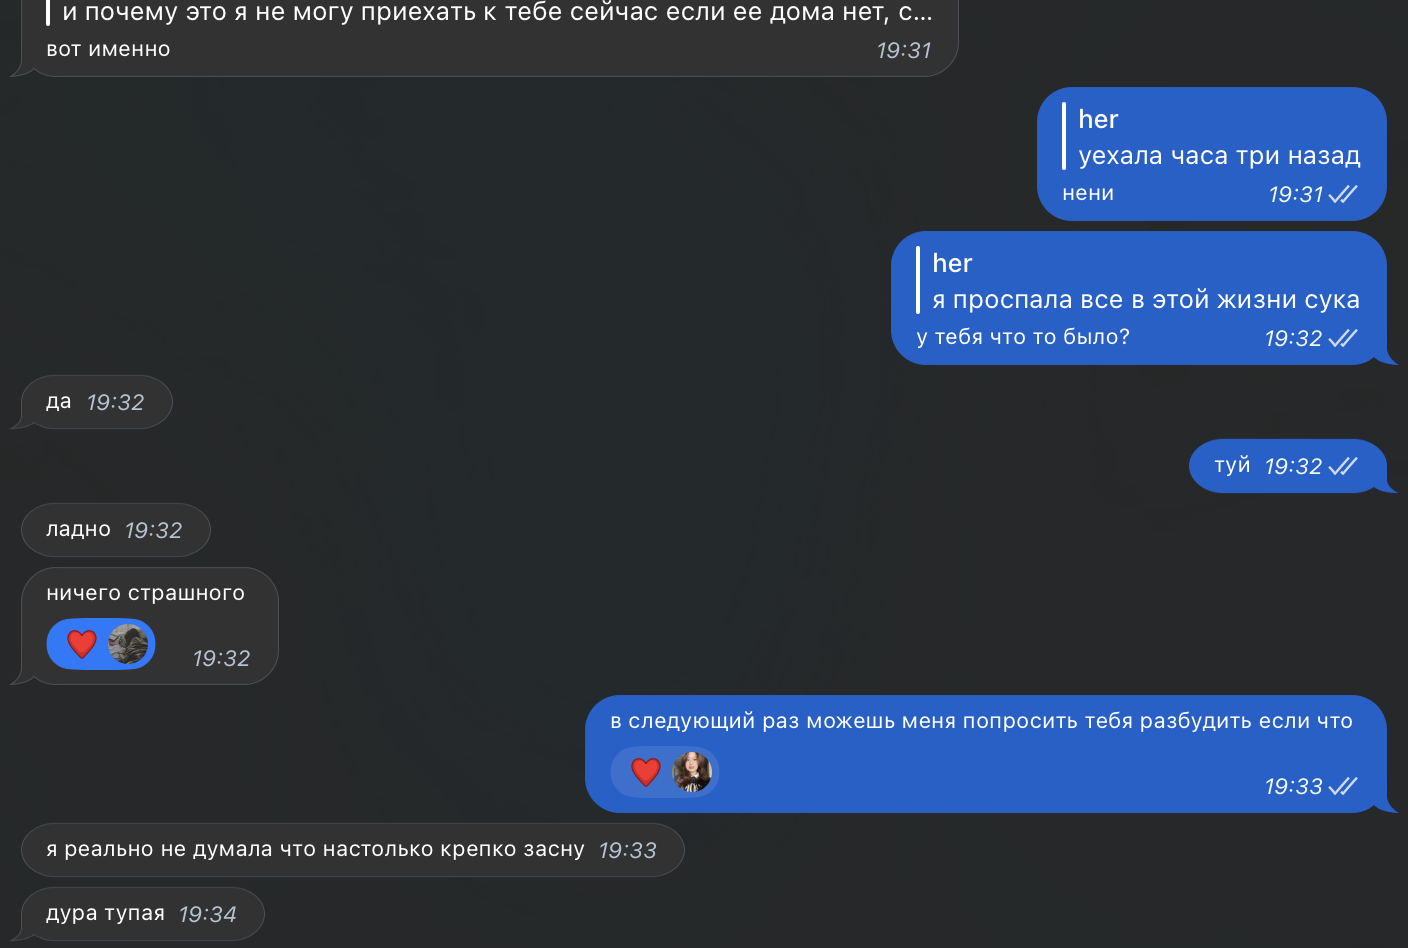 и почему это я не могу приехать к тебе сейчас если ее дома нет, с...
вот именно 19:31
her
уехала часа три назад
нени 19:31
her
я проспала все в этой жизни сука
у тебя что то было? 19:32
да 19:32
туй 19:32
ладно 19:32
ничего страшного
19:32
в следующий раз можешь меня попросить тебя разбудить если что
19:33
я реально не думала что настолько крепко засну 19:33
дура тупая 19:34